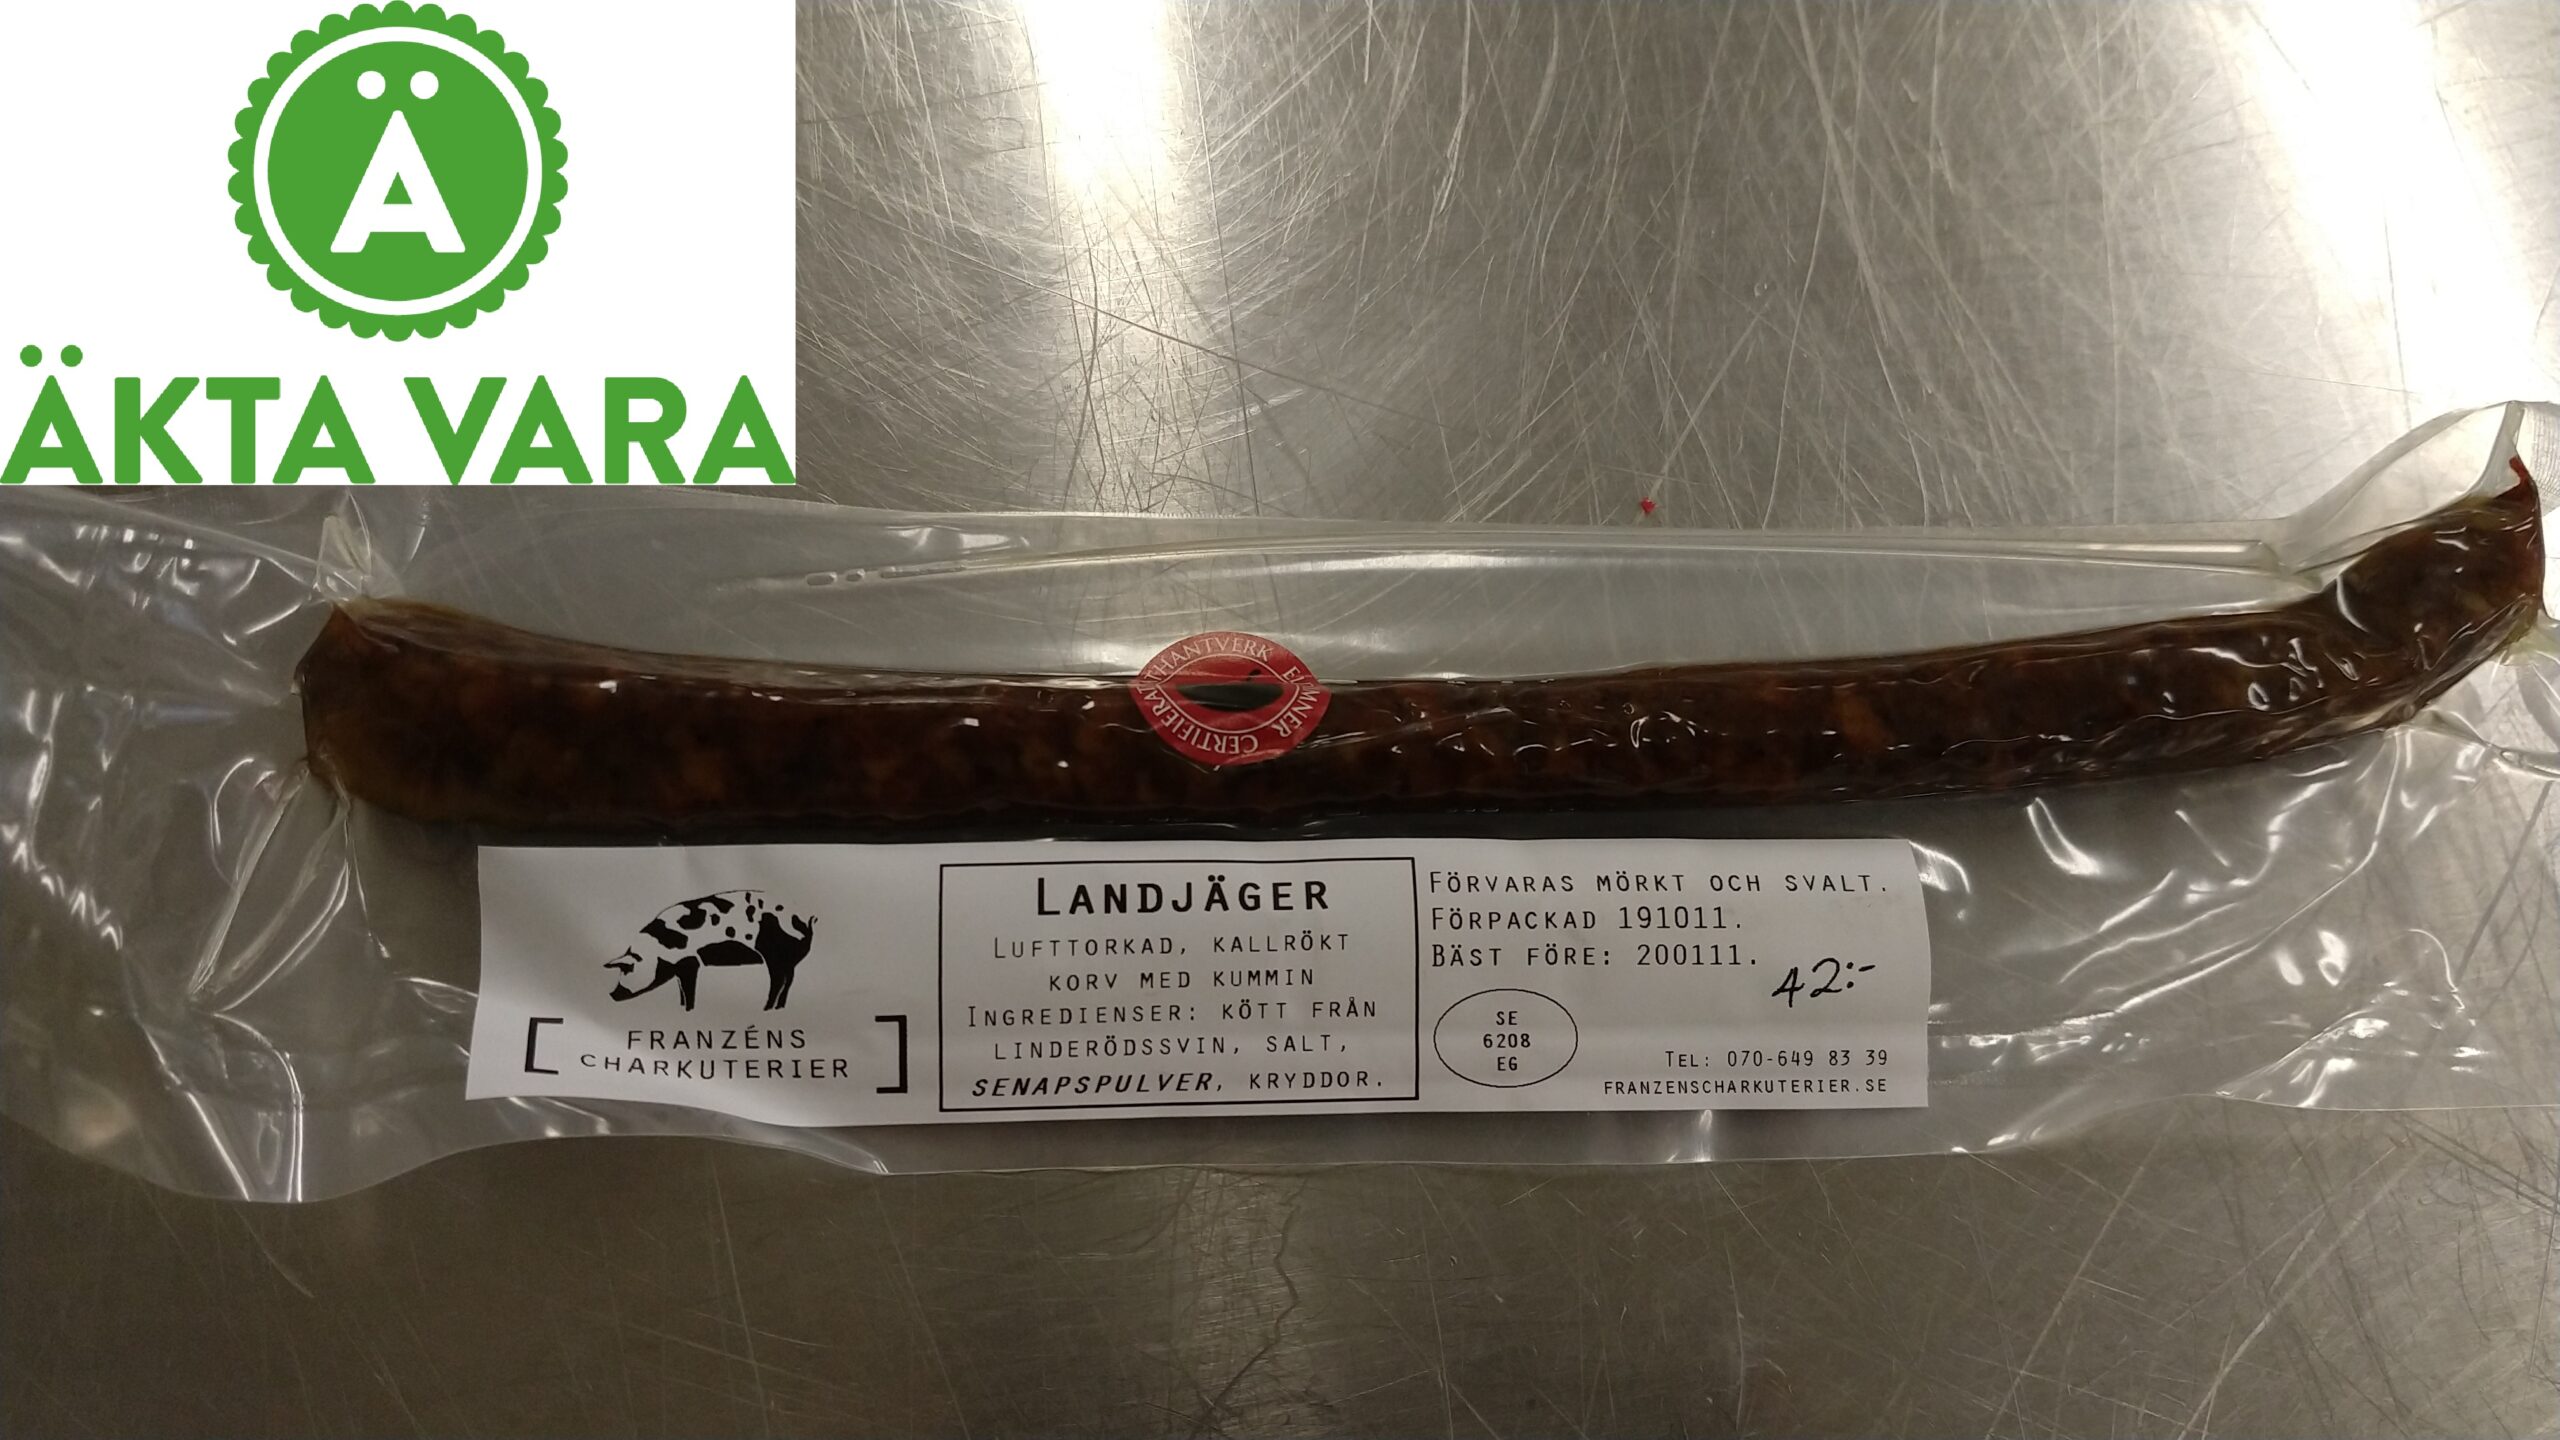 Ä
ÄKTA VARA
HANTVERK EIMNER CERTIFIERAT
FRANZÉNS
CHARKUTERIER
LANDJÄGER
LUFTTORKAD, KALLRÖKT
KORV MED KUMMIN
INGREDIENSER: KÖTT FRÅN
LINDERÖDSSVIN, SALT,
SENAPSPULVER, KRYDDOR.
FÖRVARAS MÖRKT OCH SVALT.
FÖRPACKAD 191011.
BÄST FÖRE: 200111.
42:-
SE
6208
EG
TEL: 070-649 83 39
FRANZENSCHARKUTERIER.SE